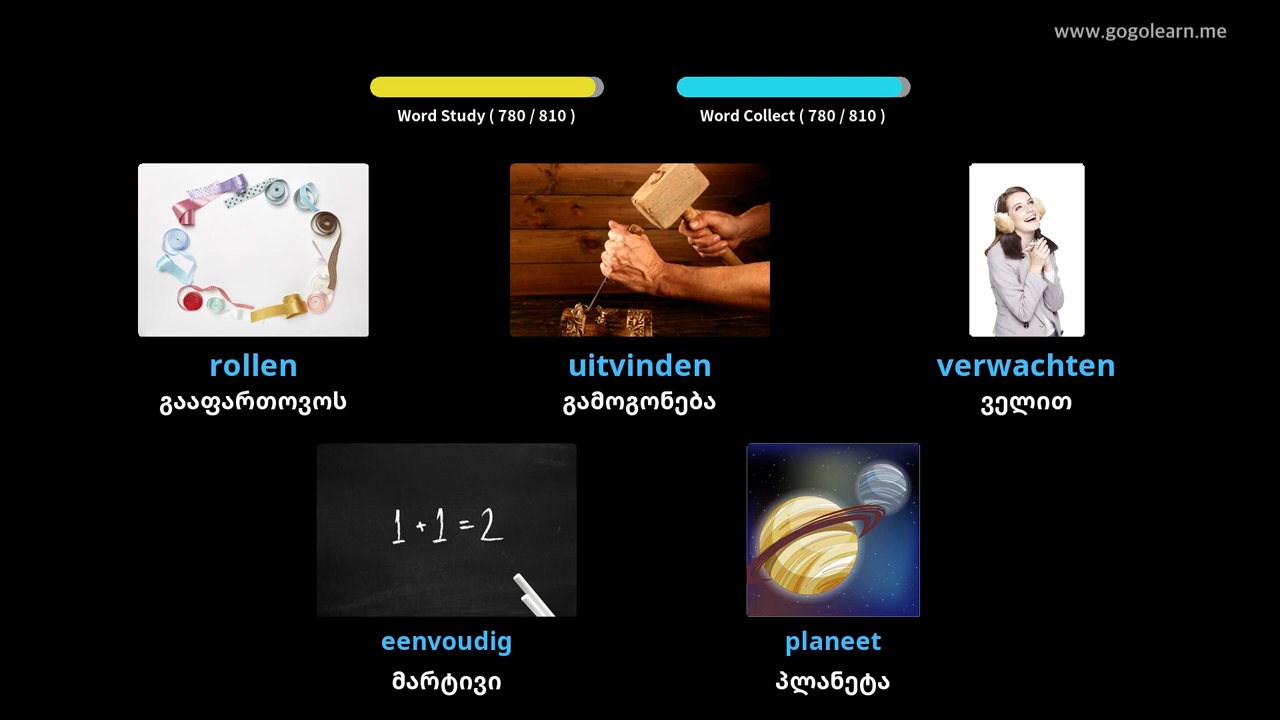 www.gogolearn.me
Word Study ( 780 / 810 )
Word Collect ( 780 / 810 )
rollen
გააფართოვოს
uitvinden
გამოგონება
verwachten
ველით
1 + 1 = 2
eenvoudig
მარტივი
planeet
პლანეტა